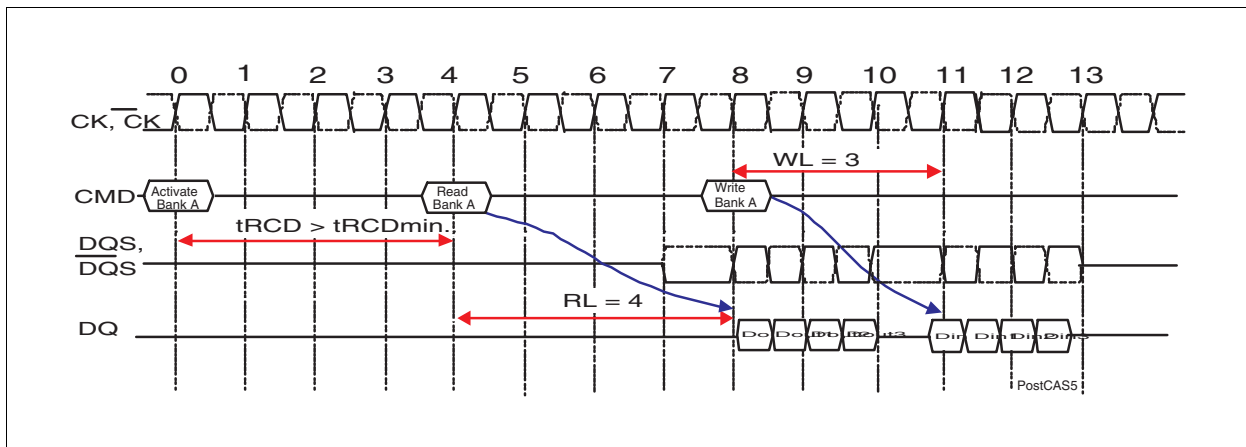 0 1 2 3 4 5 6 7 8 9 10 11 12 13
CK, CK
WL = 3
CMD
Activate
Bank A
Read
Bank A
Write
Bank A
tRCD > tRCDmin.
DQS,
DQS
RL = 4
DQ
PostCAS5